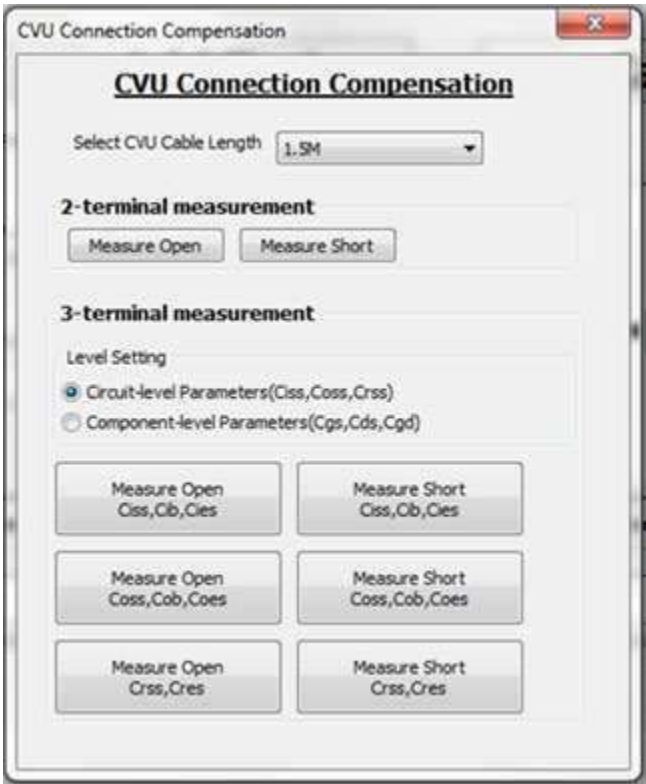 CVU Connection Compensation
CVU Connection Compensation
Select CVU Cable Length
1.5M
2-terminal measurement
Measure Open
Measure Short
3-terminal measurement
Level Setting
Circuit-level Parameters(Ciss,Coss,Crss)
Component-level Parameters(Cgs,Cds,Cgd)
Measure Open
Ciss,Cib,Cies
Measure Short
Ciss,Cib,Cies
Measure Open
Coss,Cob,Coes
Measure Short
Coss,Cob,Coes
Measure Open
Crss,Cres
Measure Short
Crss,Cres